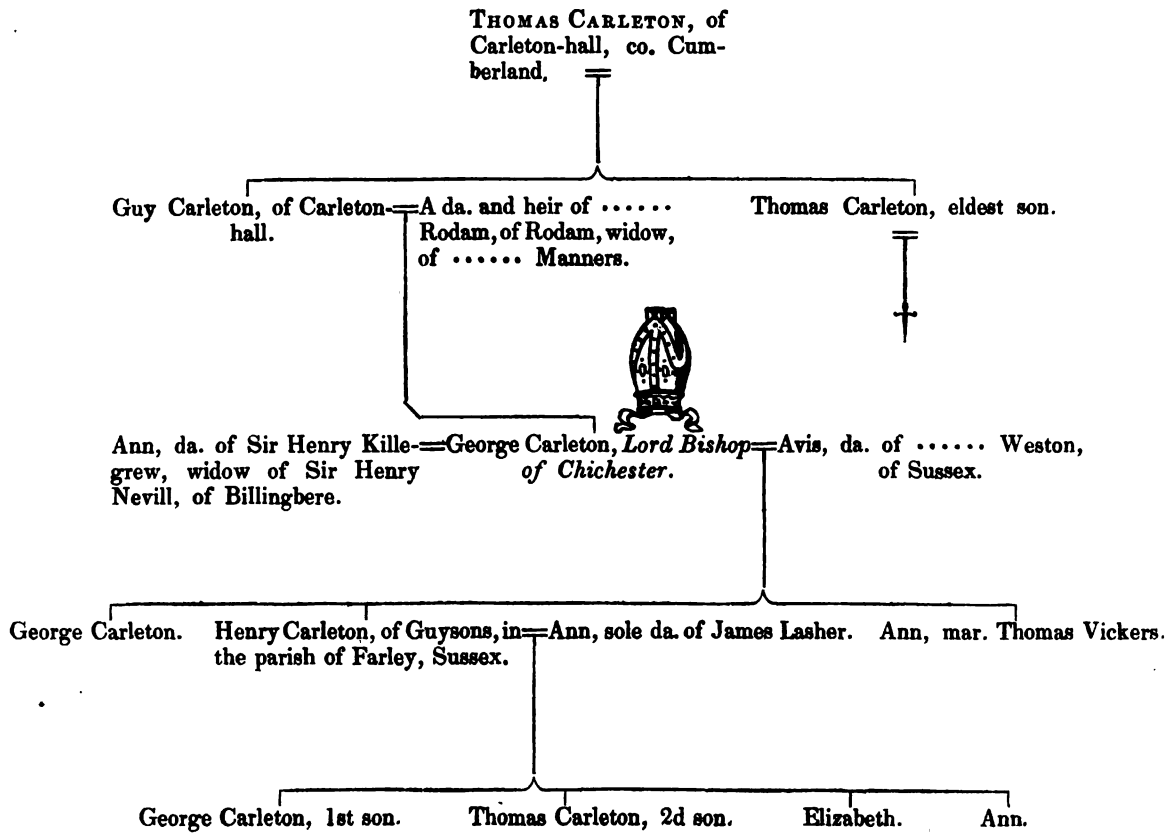 THOMAS CARLETON, of
Carleton-hall, co. Cum-
berland.
Guy Carleton, of Carleton-
hall.
A da. and heir of ......
Rodam, of Rodam, widow,
of ...... Manners.
Thomas Carleton, eldest son.
Ann, da. of Sir Henry Kille-
grew, widow of Sir Henry
Nevill, of Billingbere.
George Carleton, Lord Bishop
of Chichester.
Avis, da. of ...... Weston,
of Sussex.
George Carleton.
Henry Carleton, of Guysons, in
the parish of Farley, Sussex.
Ann, sole da. of James Lasher.
Ann, mar. Thomas Vickers.
George Carleton, 1st son.
Thomas Carleton, 2d son.
Elizabeth.
Ann.